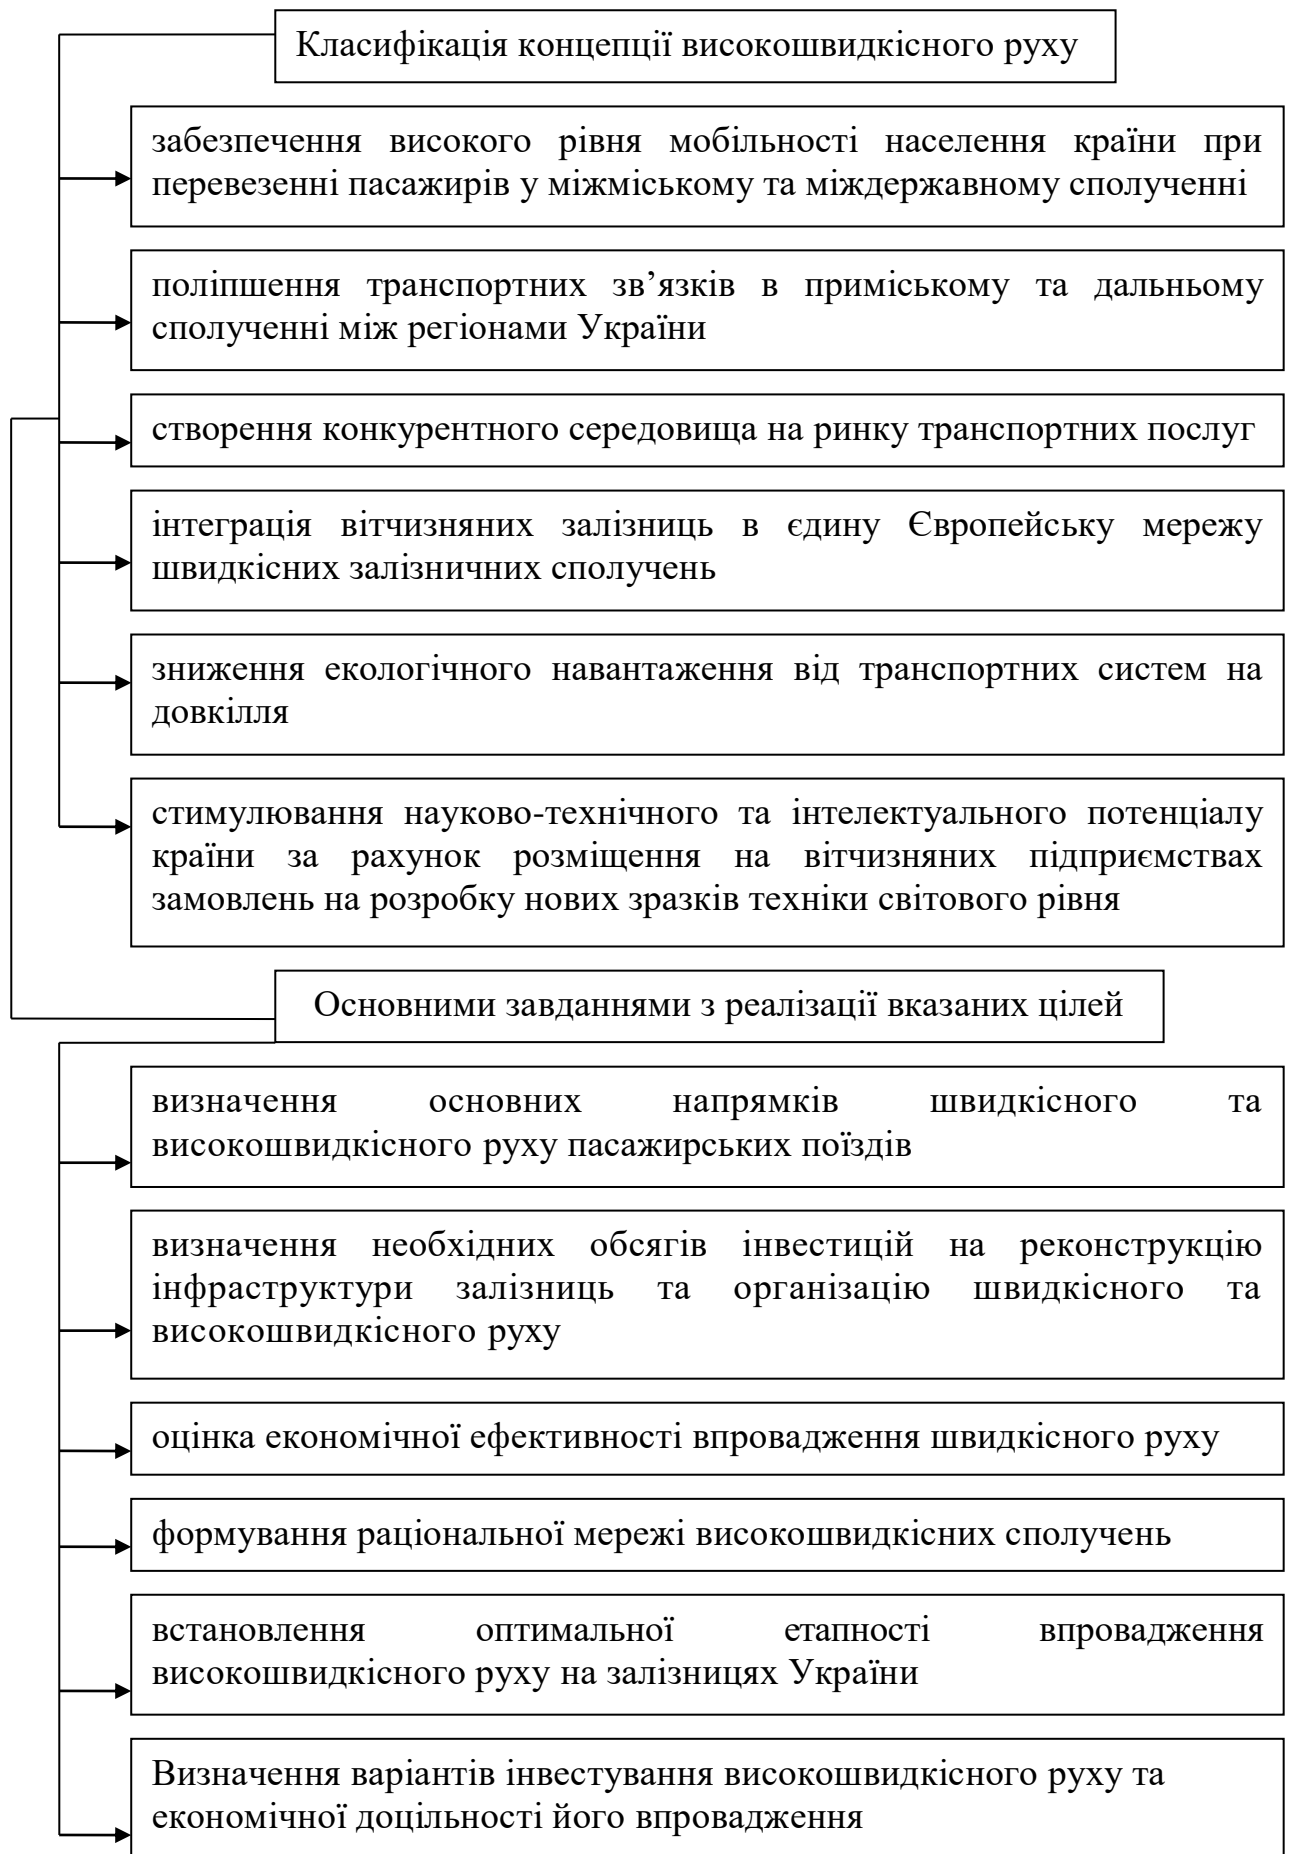 Класифікація концепції високошвидкісного руху
забезпечення високого рівня мобільності населення країни при
перевезенні пасажирів у міжміському та міждержавному сполученні
поліпшення транспортних зв’язків в приміському та дальньому
сполученні між регіонами України
створення конкурентного середовища на ринку транспортних послуг
інтеграція вітчизняних залізниць в єдину Європейську мережу
швидкісних залізничних сполучень
зниження екологічного навантаження від транспортних систем на
довкілля
стимулювання науково-технічного та інтелектуального потенціалу
країни за рахунок розміщення на вітчизняних підприємствах
замовлень на розробку нових зразків техніки світового рівня
Основними завданнями з реалізації вказаних цілей
визначення основних напрямків швидкісного та
високошвидкісного руху пасажирських поїздів
визначення необхідних обсягів інвестицій на реконструкцію
інфраструктури залізниць та організацію швидкісного та
високошвидкісного руху
оцінка економічної ефективності впровадження швидкісного руху
формування раціональної мережі високошвидкісних сполучень
встановлення оптимальної етапності впровадження
високошвидкісного руху на залізницях України
Визначення варіантів інвестування високошвидкісного руху та
економічної доцільності його впровадження